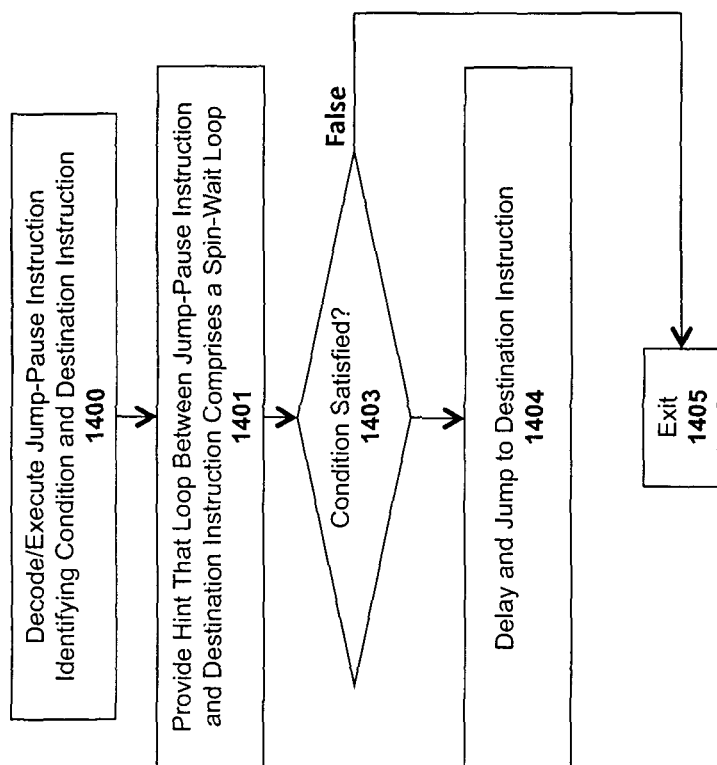 Decode/Execute Jump-Pause Instruction
Identifying Condition and Destination Instruction
1400
Provide Hint That Loop Between Jump-Pause Instruction
and Destination Instruction Comprises a Spin-Wait Loop
1401
Condition Satisfied?
1403
False
Delay and Jump to Destination Instruction
1404
Exit
1405